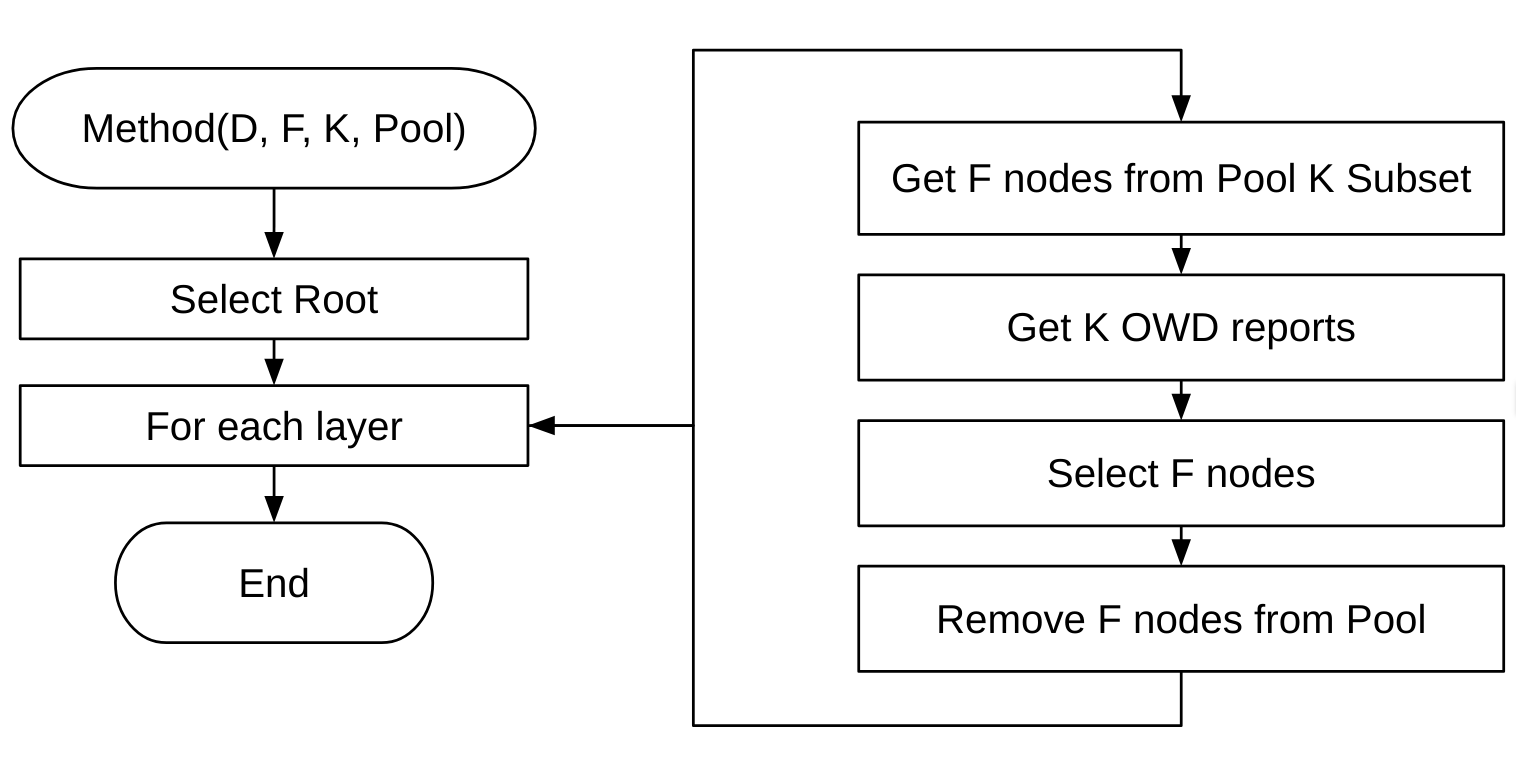 Method(D, F, K, Pool)
Select Root
For each layer
End
Get F nodes from Pool K Subset
Get K OWD reports
Select F nodes
Remove F nodes from Pool